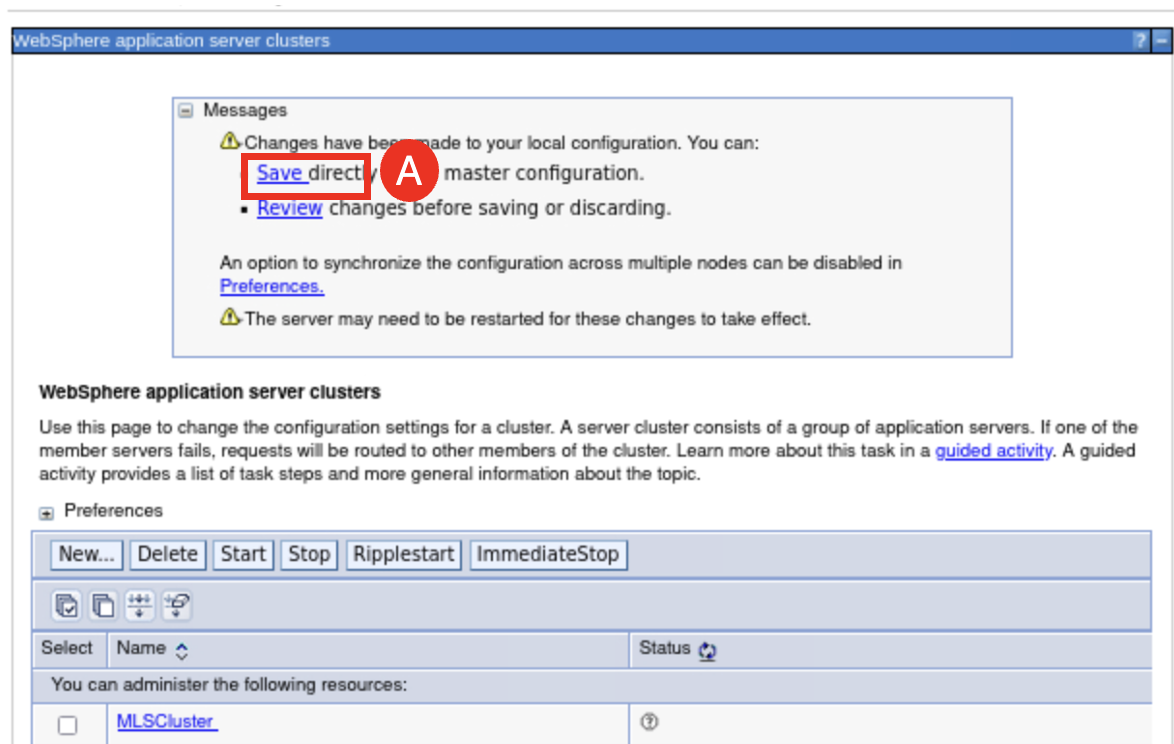 WebSphere application server clusters ? –
Messages
Changes have been made to your local configuration. You can:
Save directly A master configuration.
Review changes before saving or discarding.
An option to synchronize the configuration across multiple nodes can be disabled in
Preferences.
The server may need to be restarted for these changes to take effect.
WebSphere application server clusters
Use this page to change the configuration settings for a cluster. A server cluster consists of a group of application servers. If one of the
member servers fails, requests will be routed to other members of the cluster. Learn more about this task in a guided activity. A guided
activity provides a list of task steps and more general information about the topic.
Preferences
New... Delete Start Stop Ripplestart ImmediateStop
Select Name Status
You can administer the following resources:
MLSCluster ?